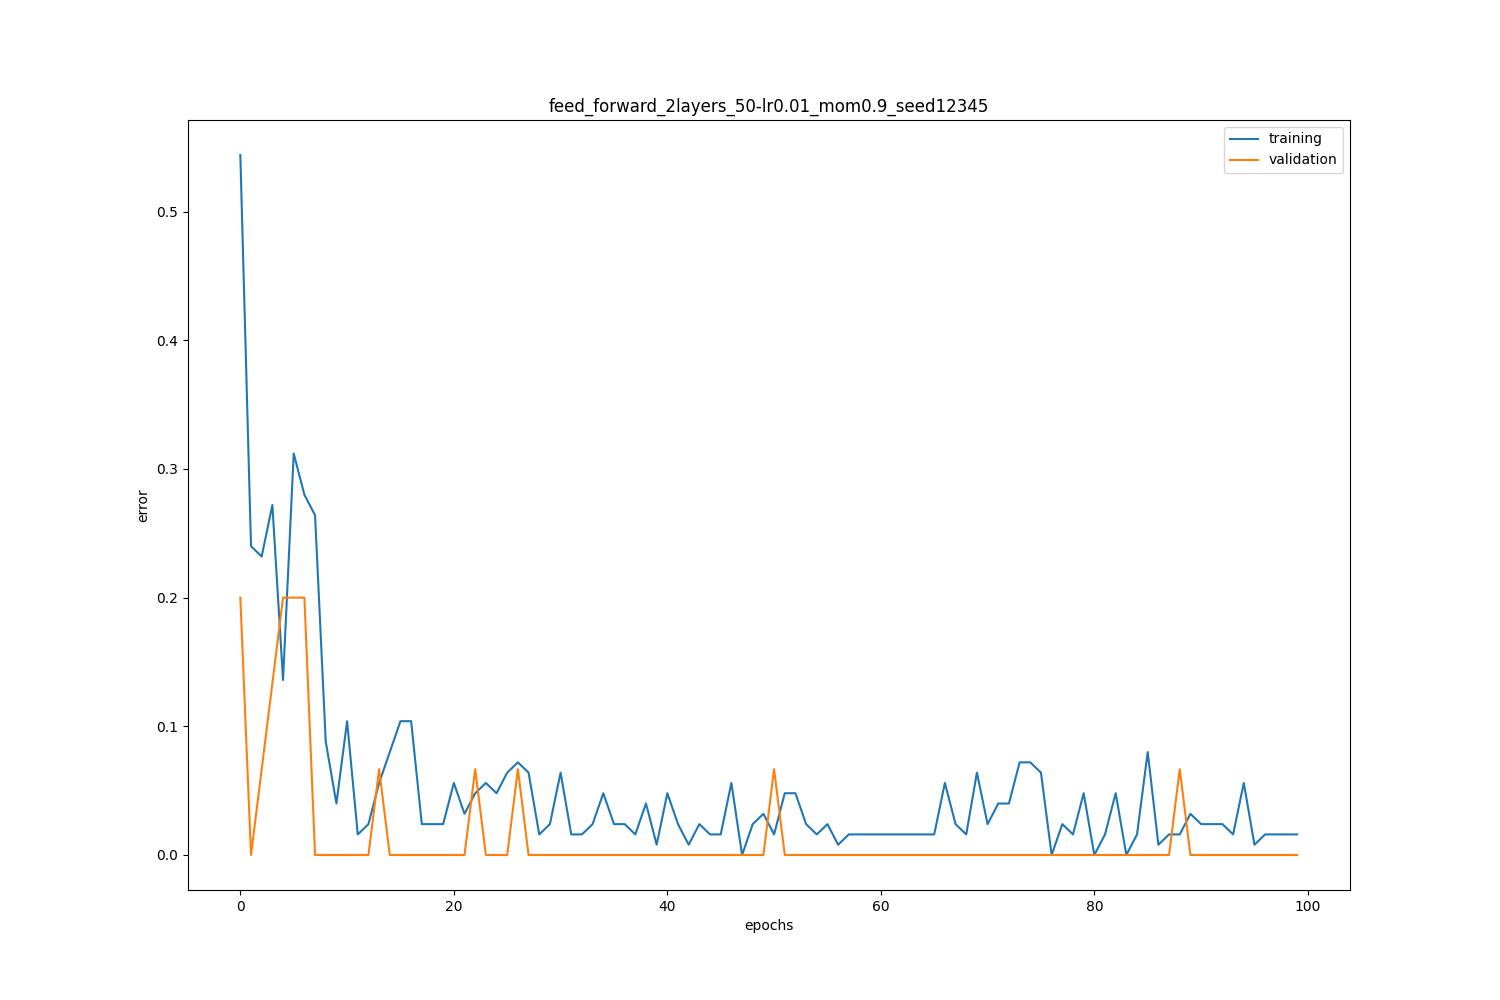 feed_forward_2layers_50-lr0.01_mom0.9_seed12345
training
validation
0.5
0.4
0.3
0.2
0.1
0.0
error
0 20 40 60 80 100
epochs